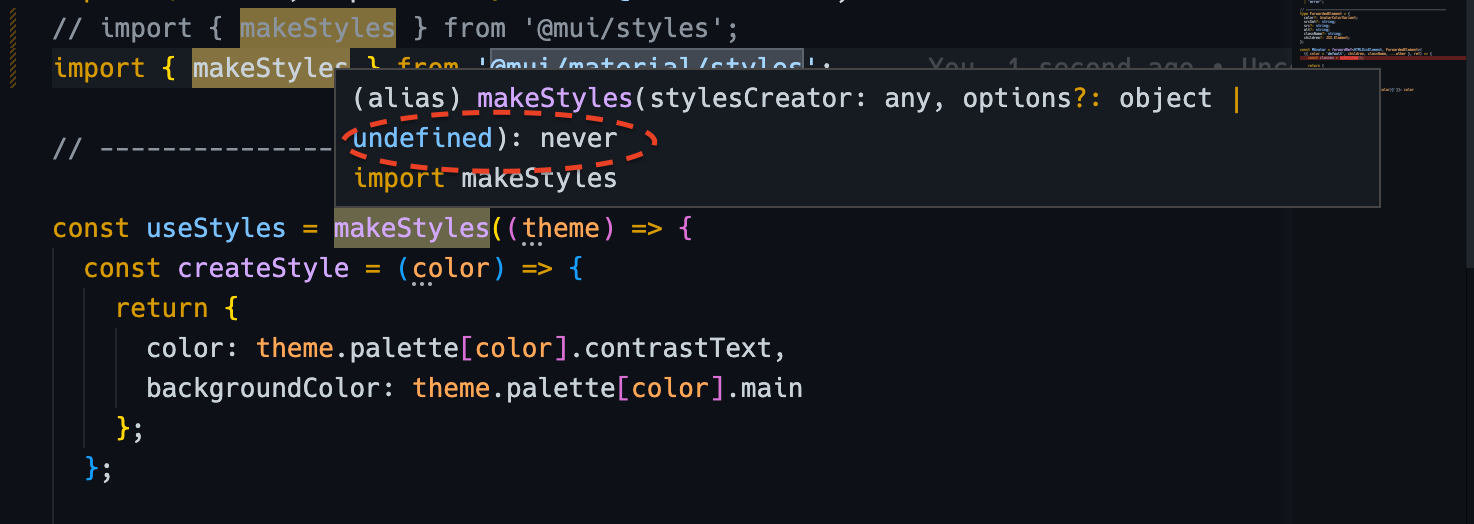 // import { makeStyles } from '@mui/styles';
import { makeStyles } from '@mui/material/styles'; You, 1 second ago • Unc
(alias) makeStyles(stylesCreator: any, options?: object |
undefined): never
import makeStyles
// ---------------
const useStyles = makeStyles((theme) => {
const createStyle = (color) => {
return {
color: theme.palette[color].contrastText,
backgroundColor: theme.palette[color].main
};
};